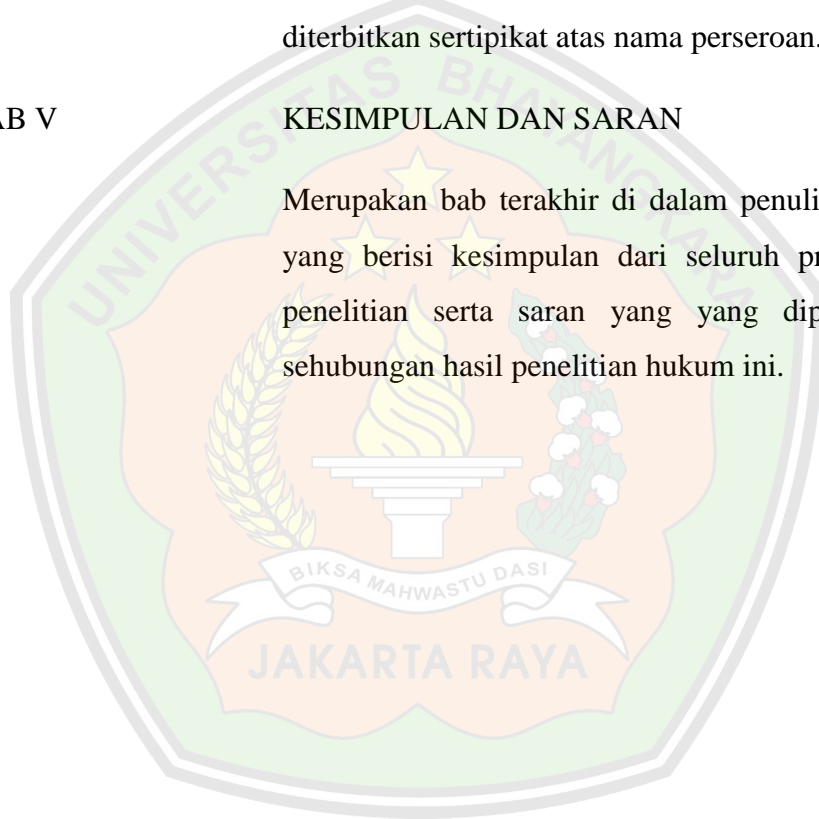 diterbitkan sertipikat atas nama perseroan.
AB V KESIMPULAN DAN SARAN
Merupakan bab terakhir di dalam penuli
yang berisi kesimpulan dari seluruh pr
penelitian serta saran yang yang dip
sehubungan hasil penelitian hukum ini.
UNIVERSITAS BHAYANGKARA
BIKSA MAHWASTU DASI
JAKARTA RAYA